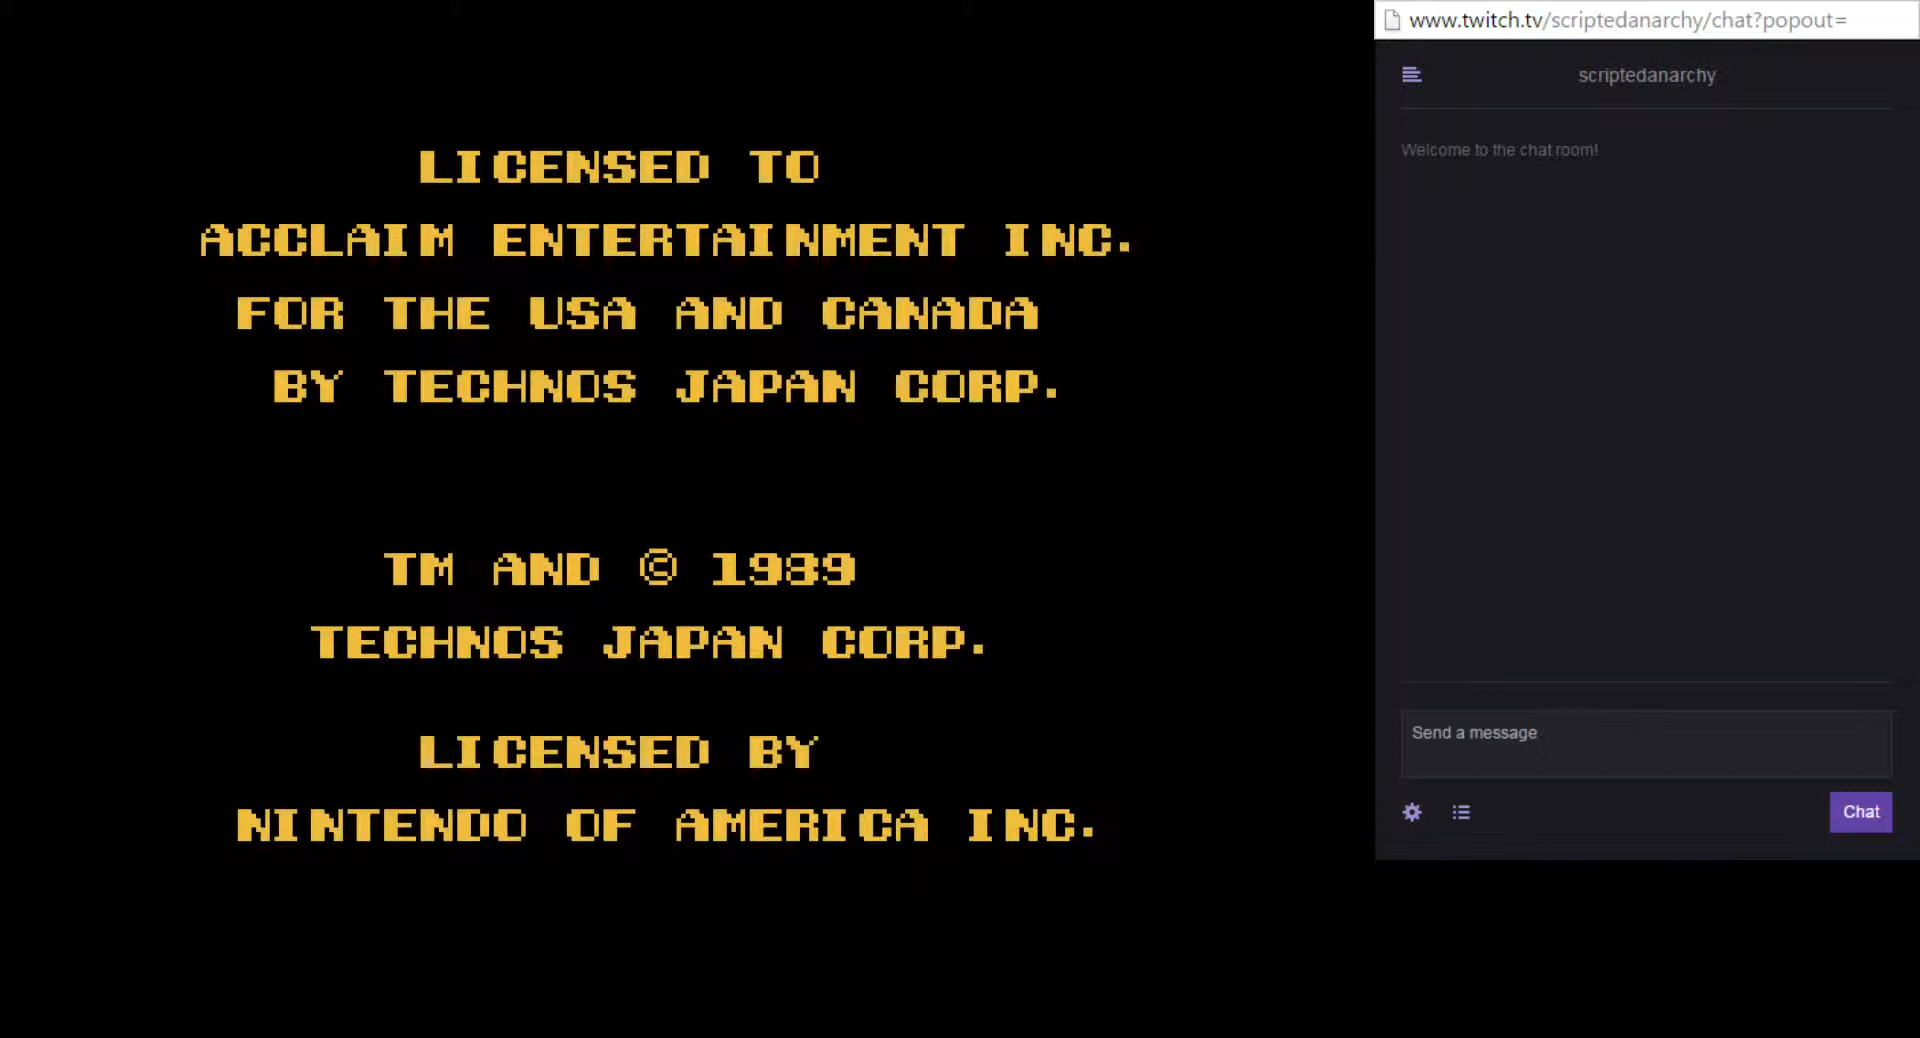 LICENSED TO
ACCLAIM ENTERTAINMENT INC.
FOR THE USA AND CANADA
BY TECHNOS JAPAN CORP.
TM AND © 1989
TECHNOS JAPAN CORP.
LICENSED BY
NINTENDO OF AMERICA INC.
www.twitch.tv/scriptedanarchy/chat?popout=
scriptedanarchy
Welcome to the chat room!
Send a message
Chat